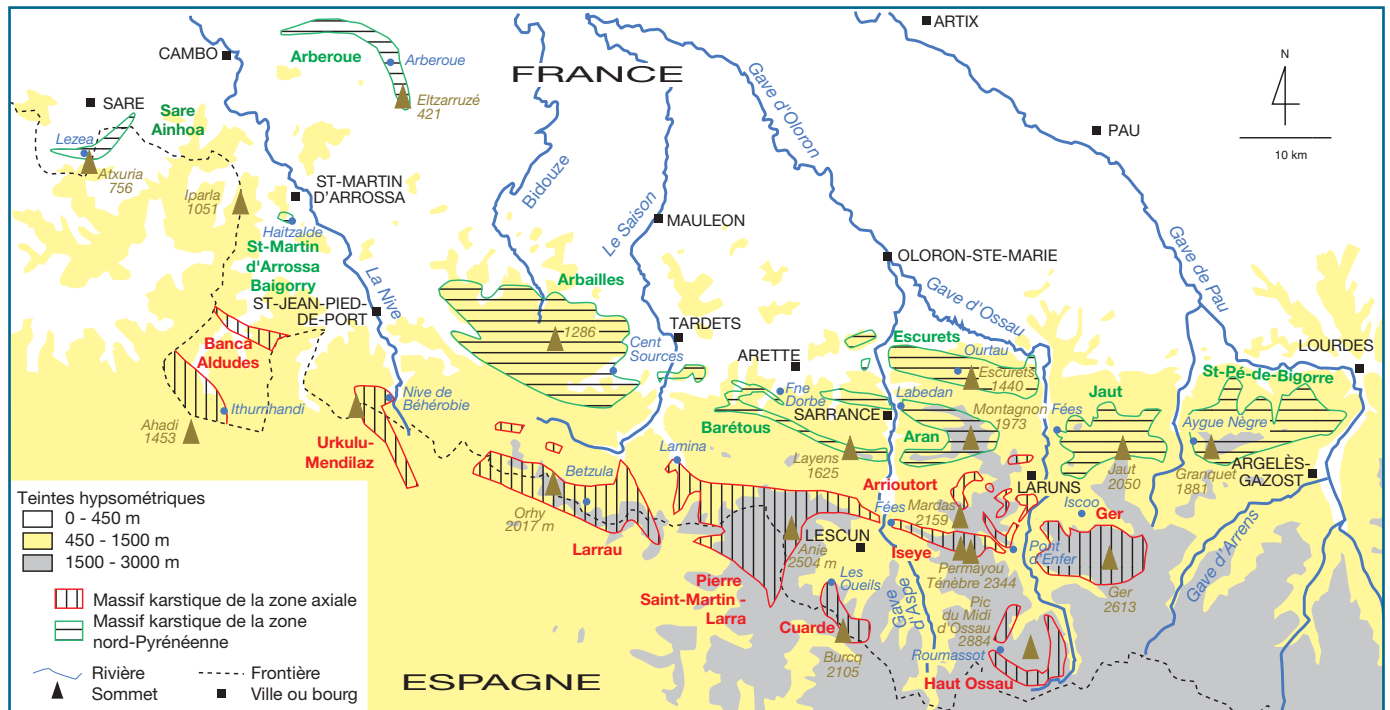 ARTIX
CAMBO
Arberoue
Arberoue
FRANCE
N
Eltzarruzé
421
SARE
Sare
Ainhoa
Lezea
Atxuria
756
Gave d'Oloron
PAU
10 km
Bidouze
Iparla
1051
ST-MARTIN
D'ARROSSA
Haitzalde
St-Martin
d'Arrossa
Baigorry
Le Saison
MAULEON
Gave de Pau
La Nive
OLORON-STE-MARIE
Gave d'Ossau
ST-JEAN-PIED-
DE-PORT
Arbailles
1286
Cent
Sources
TARDETS
Banca
Aldudes
Ithurrihandi
Ahadi
1453
Nive de
Béhérobie
Urkulu-
Mendilaz
ARETTE
Fne
Dorbe
Barétous
SARRANCE
Layens
1625
Escurets
Ourtau
Escurets
1440
Labedan
Aran
Montagnon
1973
Fées
Jaut
Jaut
2050
LOURDES
St-Pé-de-Bigorre
Aygue Nègre
Granquet
1881
ARGELÈS-
GAZOST
Lamina
Betzula
Orhy
2017 m
Larrau
Arrioutort
Fées
Mardas
2159
LARUNS
Iscoo
Ger
LESCUN
Anie
2504 m
Iseye
Permayou
Ténèbre 2344
Pont
d'Enfer
Ger
2613
Gave d'Arrens
Pierre
Saint-Martin -
Larra
Les
Oueils
Cuarde
Burcq
2105
Gave
d'Aspe
Pic
du Midi
d'Ossau
2884
Roumassot
Haut Ossau
ESPAGNE
Teintes hypsométriques
0 - 450 m
450 - 1500 m
1500 - 3000 m
Massif karstique de la zone axiale
Massif karstique de la zone
nord-Pyrénéenne
Rivière
Frontière
Sommet
Ville ou bourg